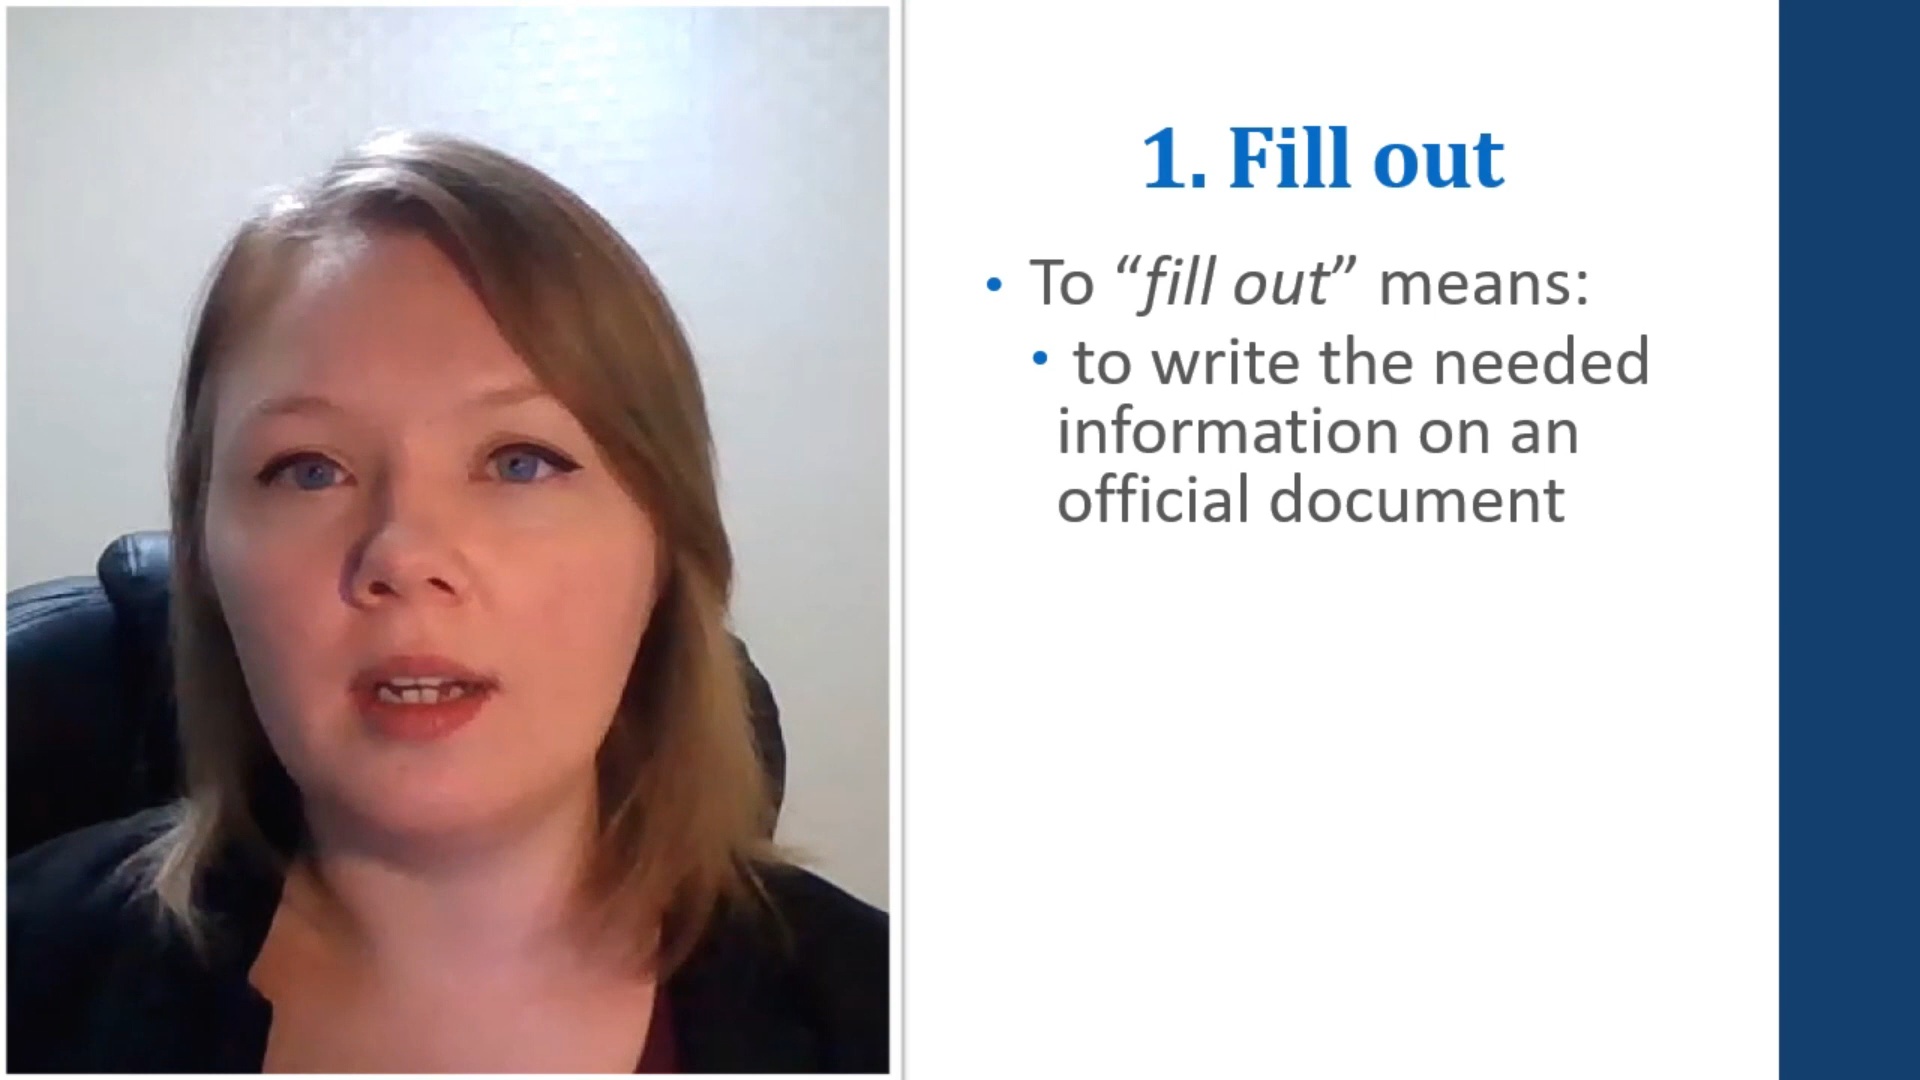 1. Fill out
• To “fill out” means:
• to write the needed
information on an
official document